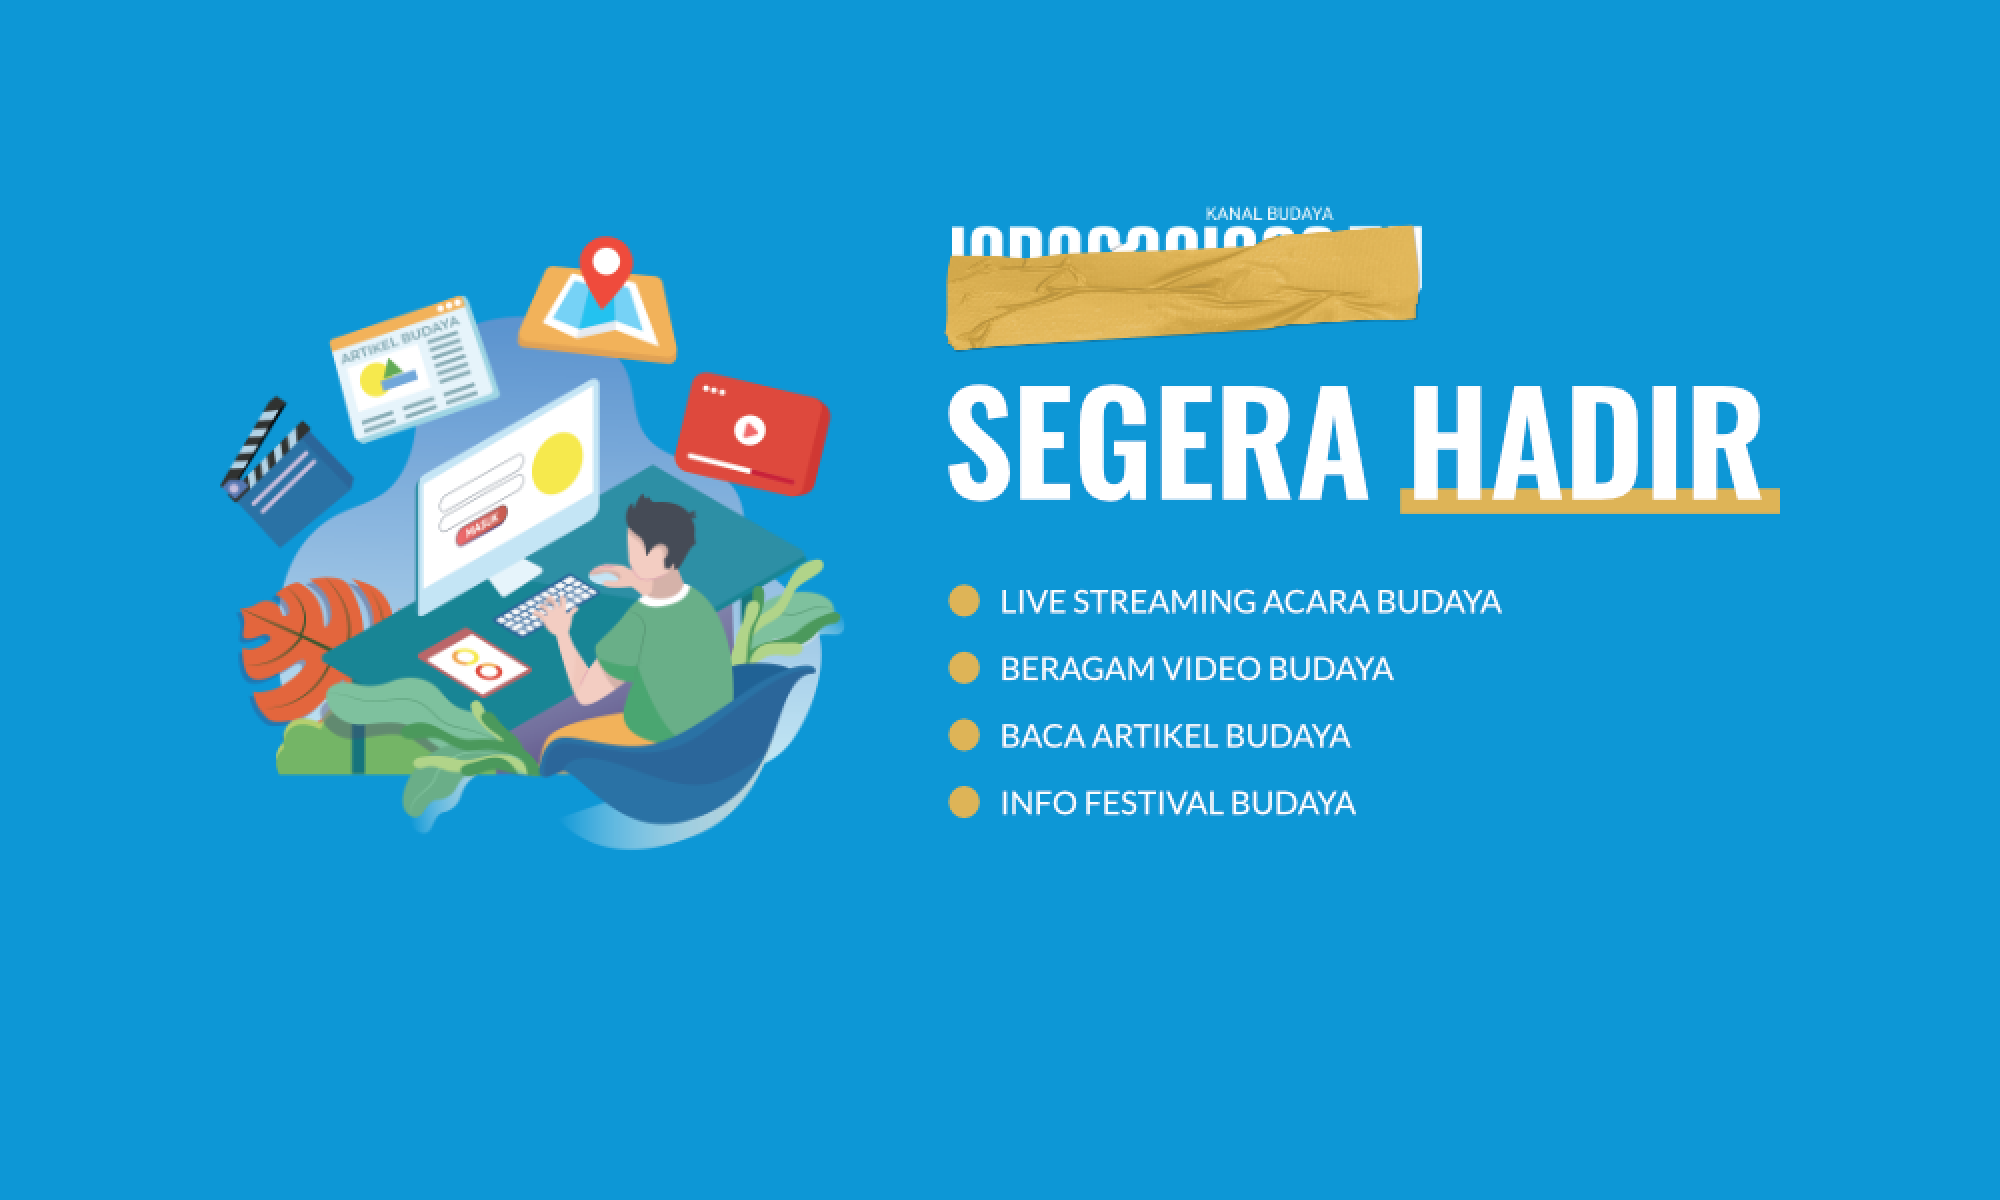 KANAL BUDAYA
SEGERA HADIR
LIVE STREAMING ACARA BUDAYA
BERAGAM VIDEO BUDAYA
BACA ARTIKEL BUDAYA
INFO FESTIVAL BUDAYA
ARTIKEL BUDAYA
MASUK